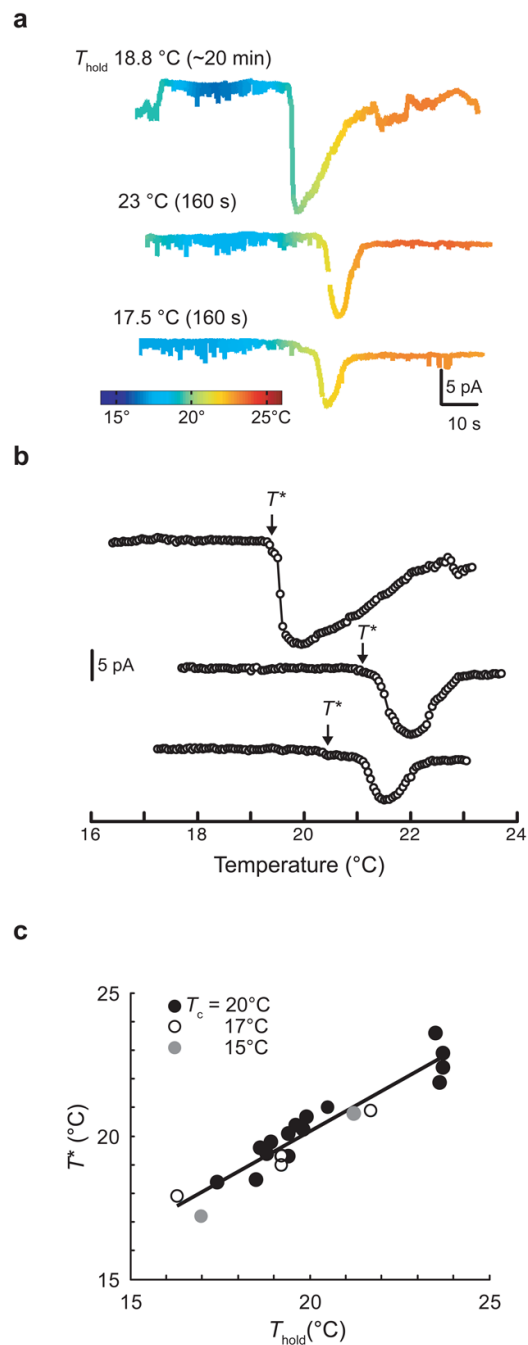 a
T_hold 18.8 °C (~20 min)
23 °C (160 s)
17.5 °C (160 s)
15° 20° 25°C
5 pA
10 s
b
T*
T*
5 pA
T*
16 18 20 22 24
Temperature (°C)
c
25
T_c = 20°C
17°C
15°C
T* (°C)
20
15
15 20 25
T_hold(°C)